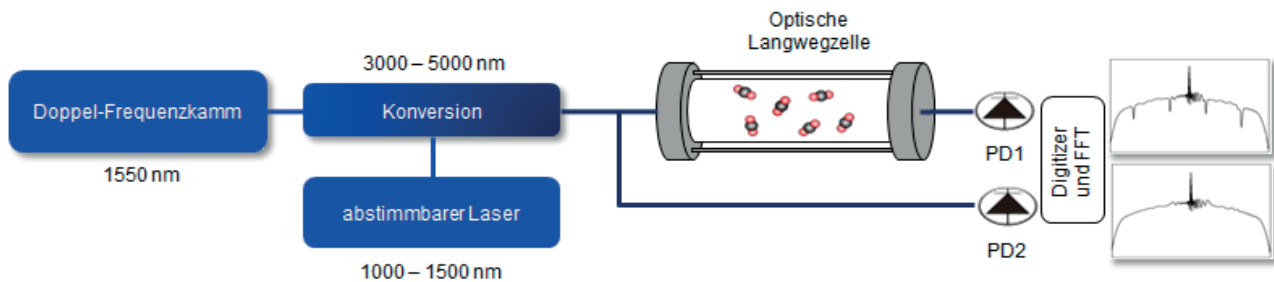 Optische
Langwegzelle
3000 – 5000 nm
Doppel-Frequenzkamm
Konversion
1550 nm
PD1
Digitizer
und FFT
abstimmbarer Laser
PD2
1000 – 1500 nm